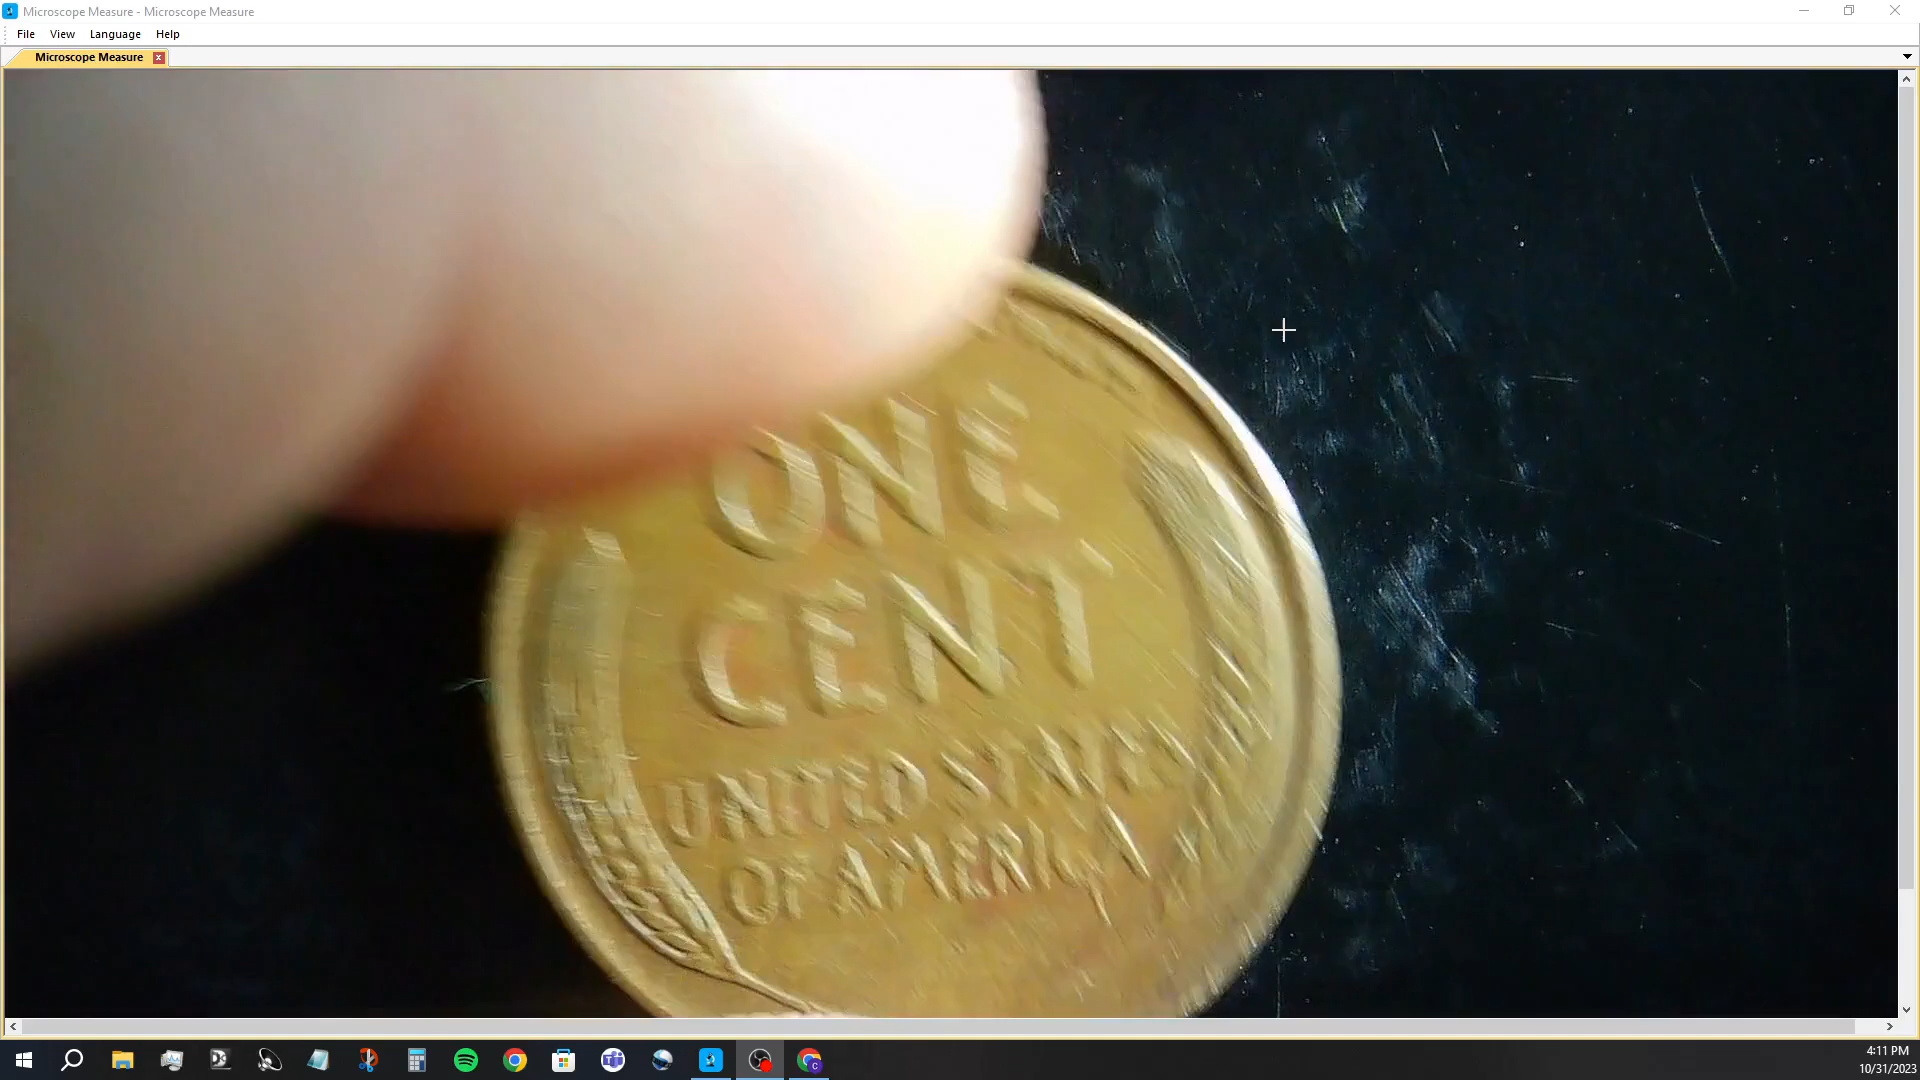 Microscope Measure - Microscope Measure
File View Language Help
Microscope Measure
ONE
CENT
UNITED STATES
OF AMERICA
4:11 PM
10/31/2023